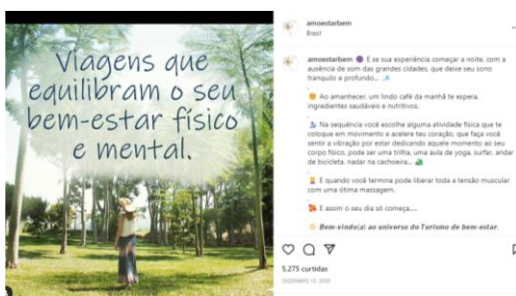 Viagens que
equilibram o seu
bem-estar físico
e mental.
amoestarbem
Brasil
amoestarbem 🟣 E se sua experiência começar a noite, com a
ausência de som das grandes cidades, que deixe seu sono
tranquilo e profundo...
Ao amanhecer, um lindo café da manhã te espera,
ingredientes saudáveis e nutritivos.
Na sequência você escolhe alguma atividade física que te
coloque em movimento e acelere teu coração, que faça você
sentir a vibração por estar dedicando aquele momento ao seu
corpo físico, pode ser uma trilha, uma aula de yoga, surfar, andar
de bicicleta, nadar na cachoeira...
E quando você termina pode liberar toda a tensão muscular
com uma ótima massagem.
E assim o seu dia só começa....
Bem-vindo(a) ao universo do Turismo de bem-estar.
5.275 curtidas